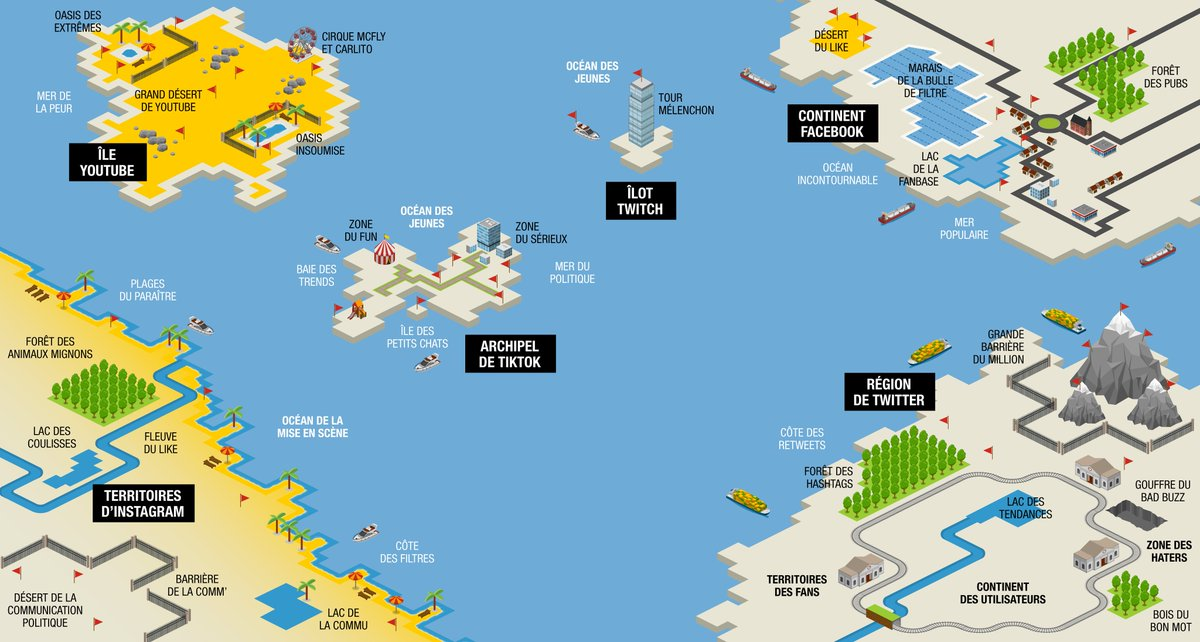 OASIS DES
EXTRÊMES
CIRQUE MCFLY
ET CARLITO
MER DE
LA PEUR
GRAND DÉSERT
DE YOUTUBE
OASIS
INSOUMISE
ÎLE
YOUTUBE
OCÉAN DES
JEUNES
TOUR
MÉLENCHON
ÎLOT
TWITCH
DÉSERT
DU LIKE
MARAIS
DE LA BULLE
DE FILTRE
FORÊT
DES PUBS
CONTINENT
FACEBOOK
LAC
DE LA
FANBASE
OCÉAN
INCONTOURNABLE
MER
POPULAIRE
OCÉAN DES
JEUNES
ZONE
DU FUN
ZONE
DU SÉRIEUX
BAIE DES
TRENDS
MER DU
POLITIQUE
ÎLE DES
PETITS CHATS
ARCHIPEL
DE TIKTOK
PLAGES
DU PARAÎTRE
FORÊT DES
ANIMAUX MIGNONS
LAC DES
COULISSES
FLEUVE
DU LIKE
OCÉAN DE LA
MISE EN SCÈNE
TERRITOIRES
D'INSTAGRAM
CÔTE
DES FILTRES
BARRIÈRE
DE LA COMM'
DÉSERT DE LA
COMMUNICATION
POLITIQUE
LAC DE
LA COMMU
GRANDE
BARRIÈRE
DU MILLION
RÉGION
DE TWITTER
CÔTE DES
RETWEETS
FORÊT DES
HASHTAGS
LAC DES
TENDANCES
GOUFFRE DU
BAD BUZZ
ZONE DES
HATERS
TERRITOIRES
DES FANS
CONTINENT
DES UTILISATEURS
BOIS DU
BON MOT